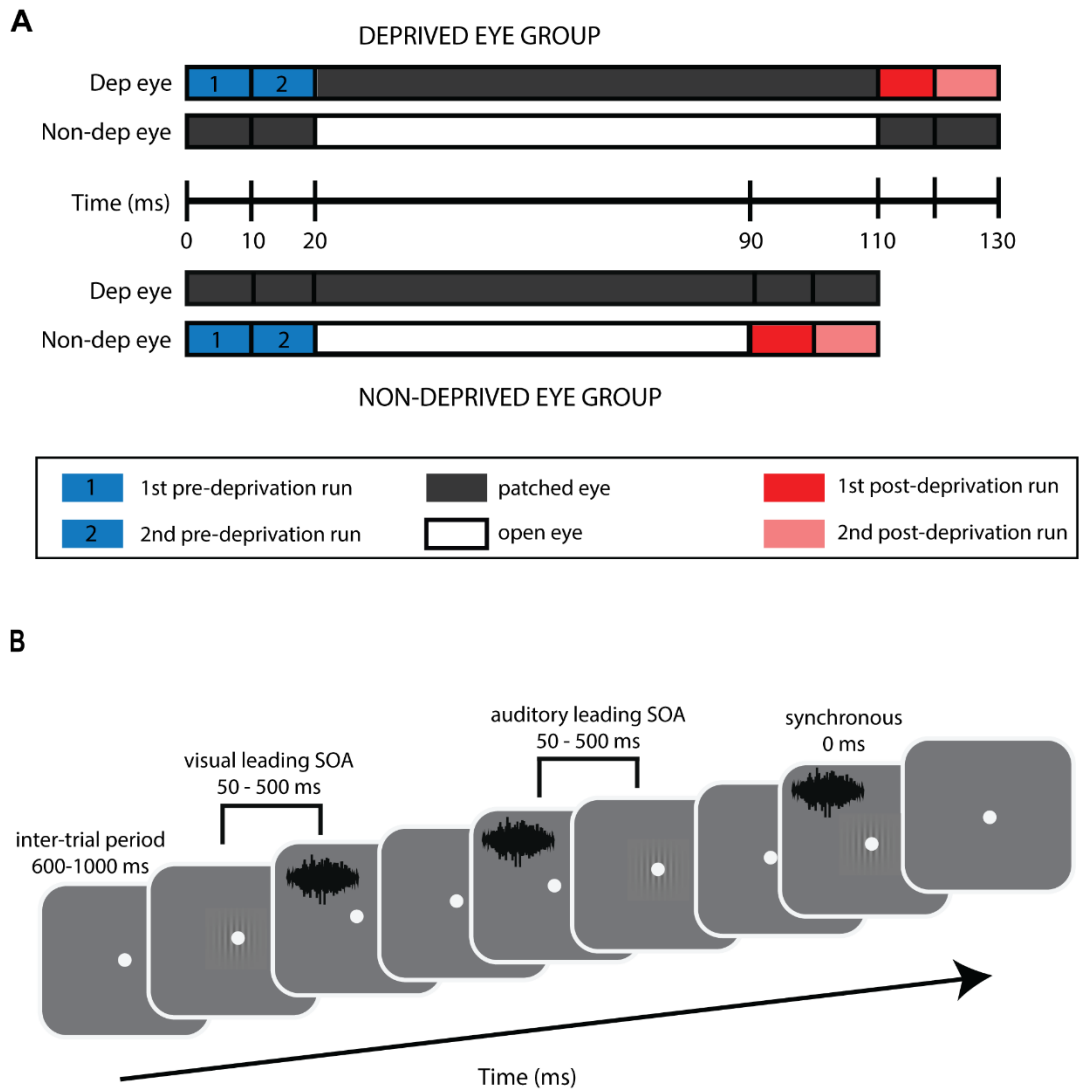 A
DEPRIVED EYE GROUP
Dep eye
1 2
Non-dep eye
Time (ms)
0 10 20 90 110 130
Dep eye
Non-dep eye
1 2
NON-DEPRIVED EYE GROUP
1 1st pre-deprivation run
patched eye
1st post-deprivation run
2 2nd pre-deprivation run
open eye
2nd post-deprivation run
B
auditory leading SOA
50 - 500 ms
synchronous
0 ms
visual leading SOA
50 - 500 ms
inter-trial period
600-1000 ms
Time (ms)